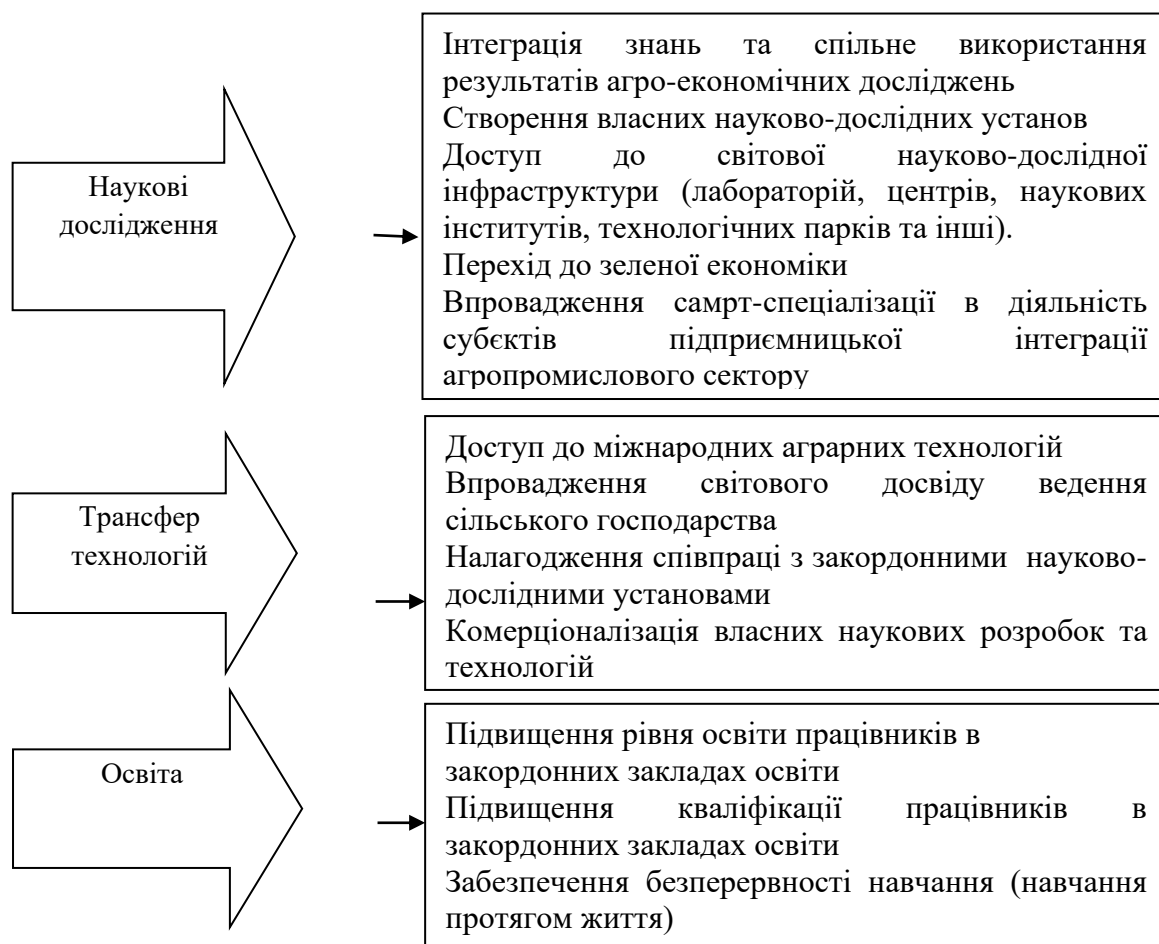 Наукові
дослідження
Інтеграція знань та спільне використання
результатів агро-економічних досліджень
Створення власних науково-дослідних установ
Доступ до світової науково-дослідної
інфраструктури (лабораторій, центрів, наукових
інститутів, технологічних парків та інші).
Перехід до зеленої економіки
Впровадження самрт-спеціалізації в діяльність
субєктів підприємницької інтеграції
агропромислового сектору
Трансфер
технологій
Доступ до міжнародних аграрних технологій
Впровадження світового досвіду ведення
сільського господарства
Налагодження співпраці з закордонними науково-
дослідними установами
Комерціоналізація власних наукових розробок та
технологій
Освіта
Підвищення рівня освіти працівників в
закордонних закладах освіти
Підвищення кваліфікації працівників в
закордонних закладах освіти
Забезпечення безперервності навчання (навчання
протягом життя)